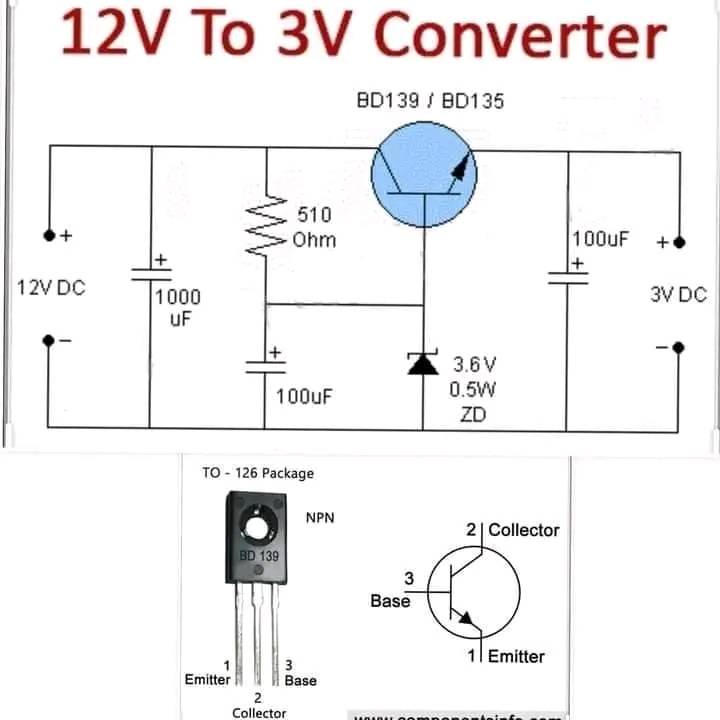 12V To 3V Converter
BD139 / BD135
510
Ohm
100uF
+
+
12V DC
+
1000
uF
+
3V DC
−
−
+
100uF
3.6V
0.5W
ZD
TO - 126 Package
NPN
BD 139
2 Collector
3
Base
1 Emitter
1
Emitter
3
Base
2
Collector
www.componentsinfo.com